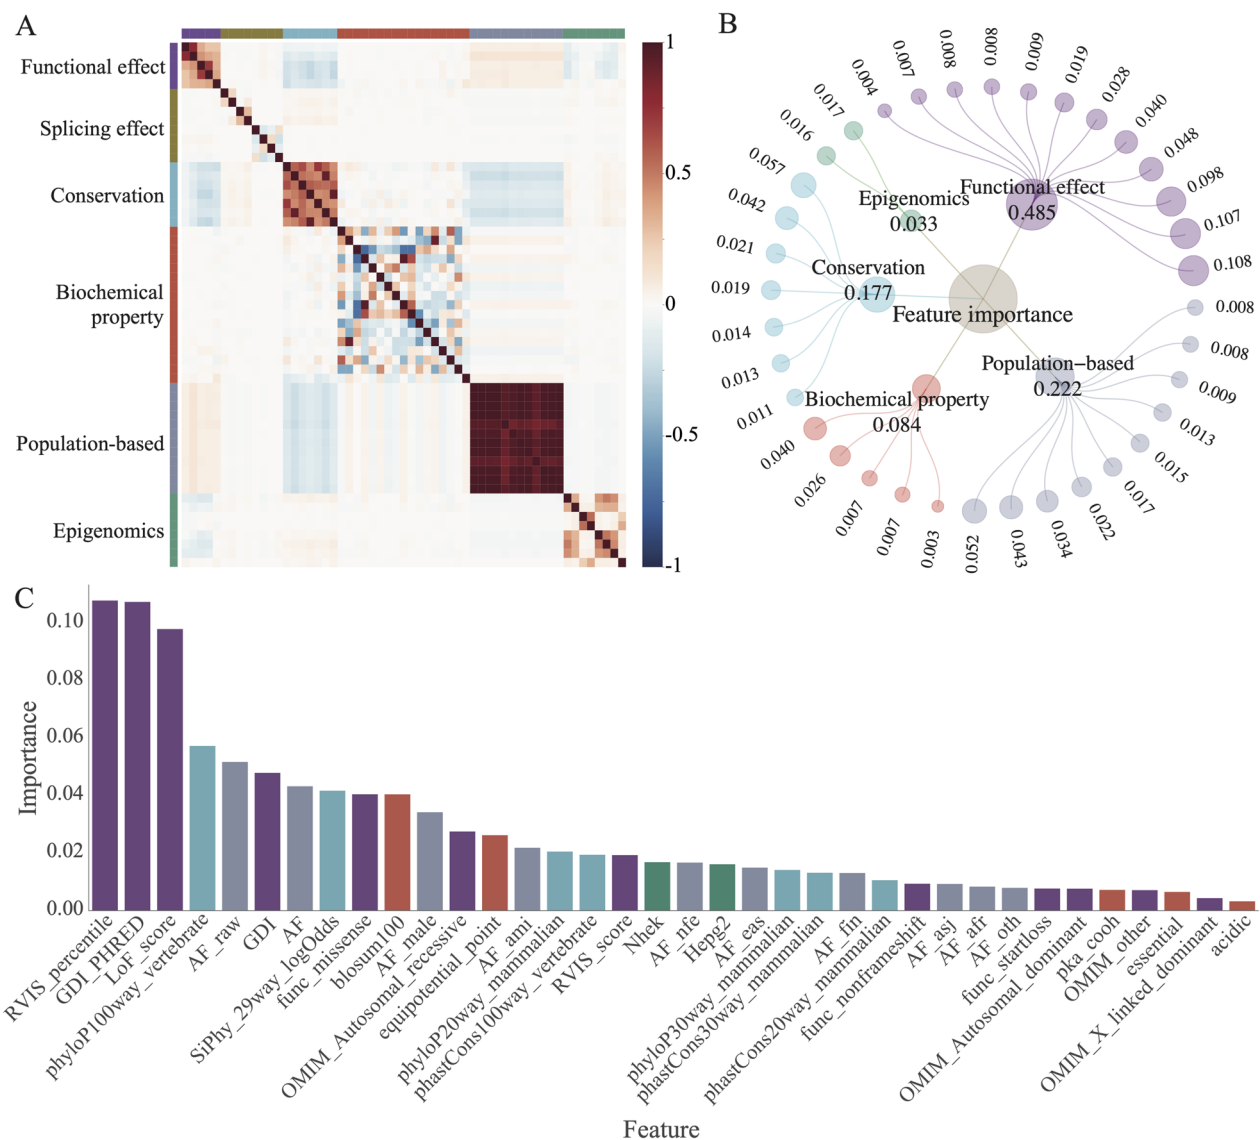 A
Functional effect
Splicing effect
Conservation
Biochemical
property
Population-based
Epigenomics
1
0.5
0
-0.5
-1
B
0.004
0.007
0.008
0.008
0.009
0.019
0.028
0.040
0.048
0.098
0.107
0.108
0.017
0.016
0.057
0.042
0.021
0.019
0.014
0.013
0.011
Functional effect
0.485
Epigenomics
0.033
Conservation
0.177
Feature importance
Population-based
0.222
Biochemical property
0.084
0.008
0.008
0.009
0.013
0.015
0.017
0.022
0.034
0.043
0.052
0.040
0.026
0.007
0.007
0.003
C
Importance
0.10
0.08
0.06
0.04
0.02
0.00
RVIS_percentile
GDI_PHRED
LoF_score
phyloP100way_vertebrate
AF_raw
GDI
AF
SiPhy_29way_logOdds
func_missense
blosum100
AF_male
OMIM_Autosomal_recessive
equipotential_point
AF_ami
phyloP20way_mammalian
phastCons100way_vertebrate
RVIS_score
Nhek
AF_nfe
Hepg2
AF_eas
phyloP30way_mammalian
phastCons30way_mammalian
AF_fin
phastCons20way_mammalian
func_nonframeshift
AF_asj
AF_afr
AF_oth
func_startloss
OMIM_Autosomal_dominant
pka_cooh
OMIM_other
essential
OMIM_X_linked_dominant
acidic
Feature